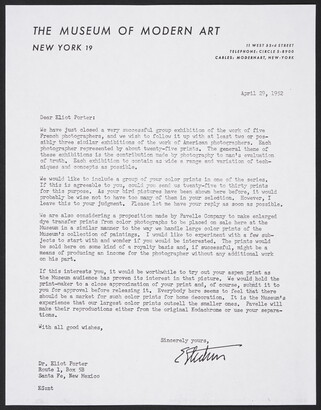 THE MUSEUM OF MODERN ART
NEW YORK 19
11 WEST 53rd STREET
TELEPHONE: CIRCLE 5-8900
CABLES: MODERNART, NEW-YORK
April 29, 1952
Dear Eliot Porter:
We have just closed a very successful group exhibition of the work of five
French photographers, and we wish to follow it up with at least two or pos-
sibly three similar exhibitions of the work of American photographers. Each
photographer represented by about twenty-five prints. The general theme of
these exhibitions is the contribution made by photography to man's evaluation
of truth. Each exhibition to contain as wide a range and variation of tech-
niques and concepts as possible.
We would like to include a group of your color prints in one of the series.
If this is agreeable to you, could you send us twenty-five to thirty prints
for this purpose. As your bird pictures have been shown here before, it would
probably be wise not to have too many of them in your selection. However, I
leave this to your judgment. Please let me have your reply as soon as possible.
We are also considering a proposition made by Pavelle Company to make enlarged
dye transfer prints from color photographs to be placed on sale here at the
Museum in a similar manner to the way we handle large color prints of the
Museum's collection of paintings. I would like to experiment with a few sub-
jects to start with and wonder if you would be interested. The prints would
be sold here on some kind of a royalty basis and, if successful, might be a
means of producing an income for the photographer without any additional work
on his part.
If this interests you, it would be worthwhile to try out your aspen print as
the Museum audience has proven its interest in that picture. We would hold the
print-maker to a close approximation of your print and, of course, submit it to
you for approval before releasing it. Everybody here seems to feel that there
should be a market for such color prints for home decoration. It is the Museum's
experience that our largest color prints outsell the smaller ones. Pavelle will
make their reproductions either from the original Kodachrome or use your separa-
tions.
With all good wishes,
Sincerely yours,
Dr. Eliot Porter
Route 1, Box 5B
Santa Fe, New Mexico